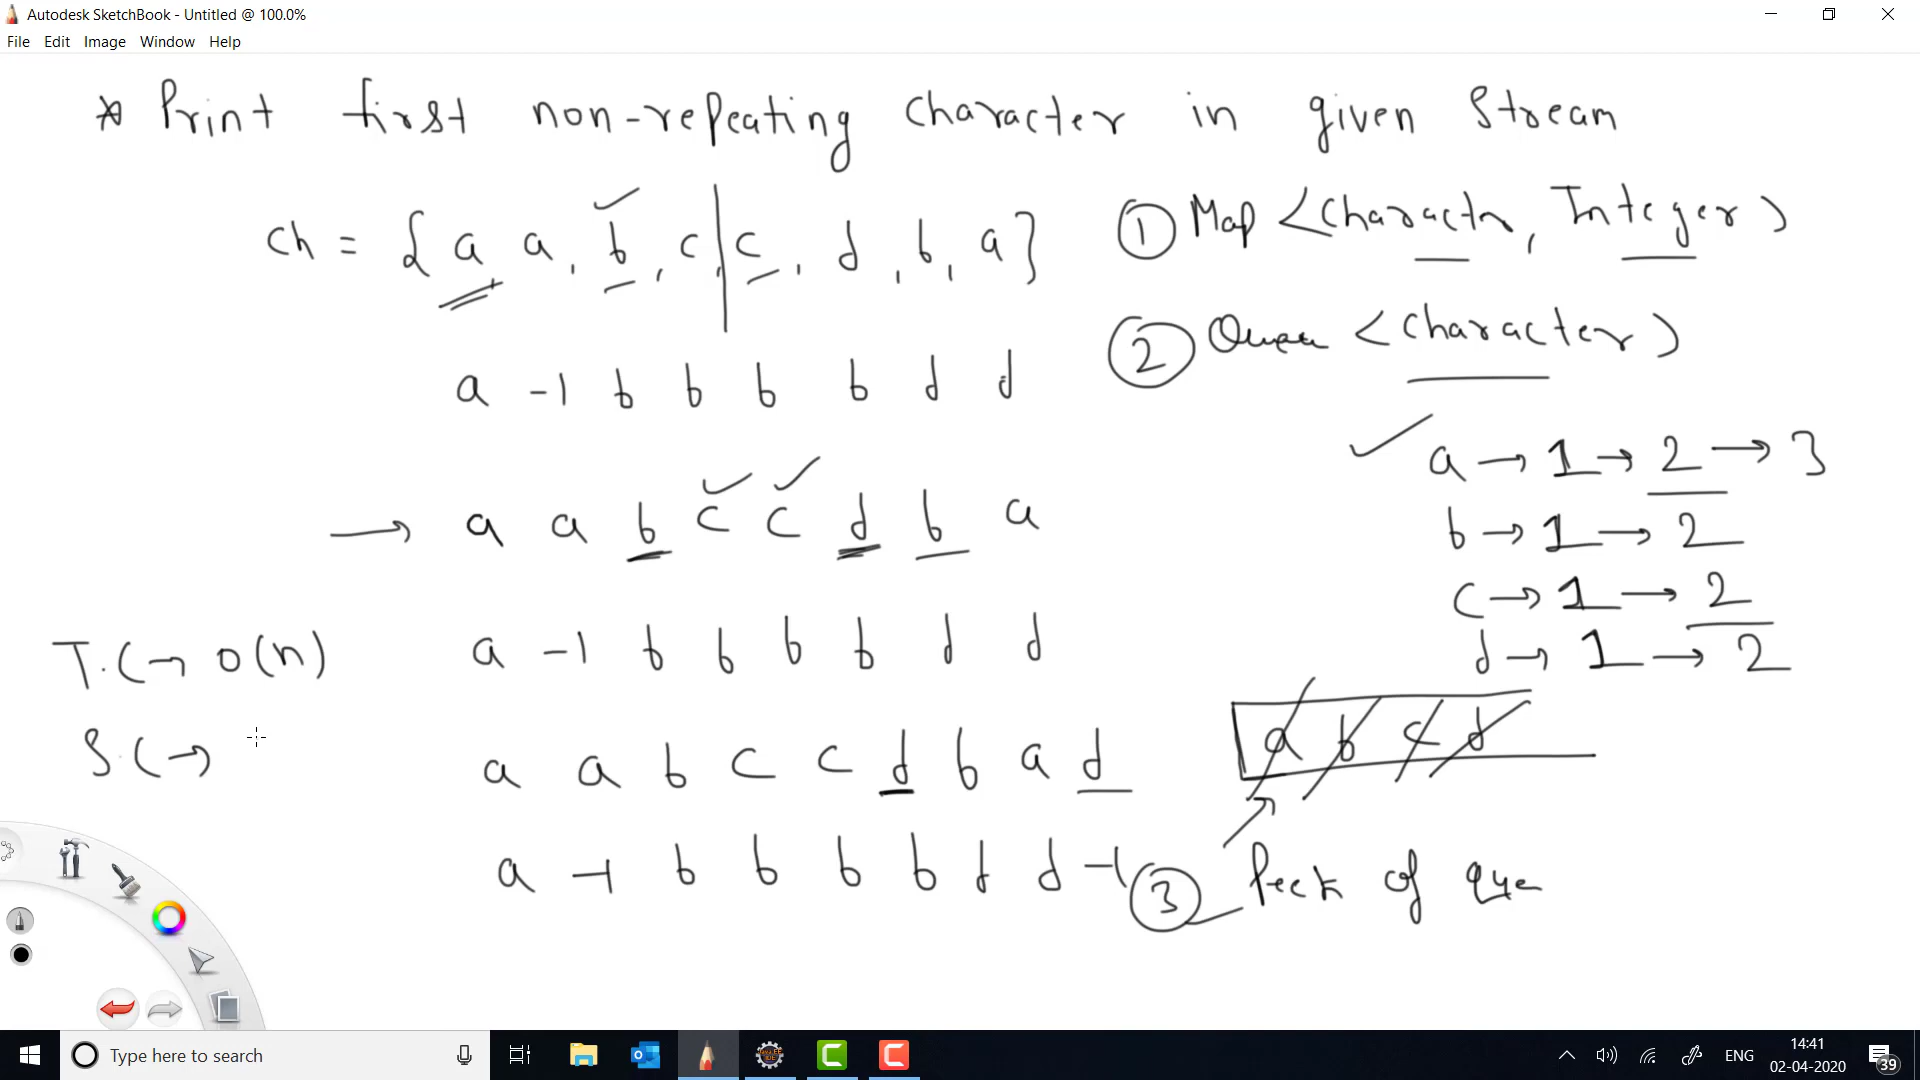 Autodesk SketchBook - Untitled @ 100.0%
File Edit Image Window Help
* Print first non-repeating character in given Stream
ch = { a a , b , c , c , d , b , a }
① Map <Character, Integer>
② <Character>
a -1 b b b b d d
a → 1 → 2 → 3
b → 1 → 2
c → 1 → 2
d → 1 → 2
→ a a b c c d b a
T.C → O(n)
a -1 b b b b d d
S.C →
a a b c c d b a d
a b c d
a -1 b b b b d d -1
③ Peek of que
Type here to search
ENG
14:41
02-04-2020
39